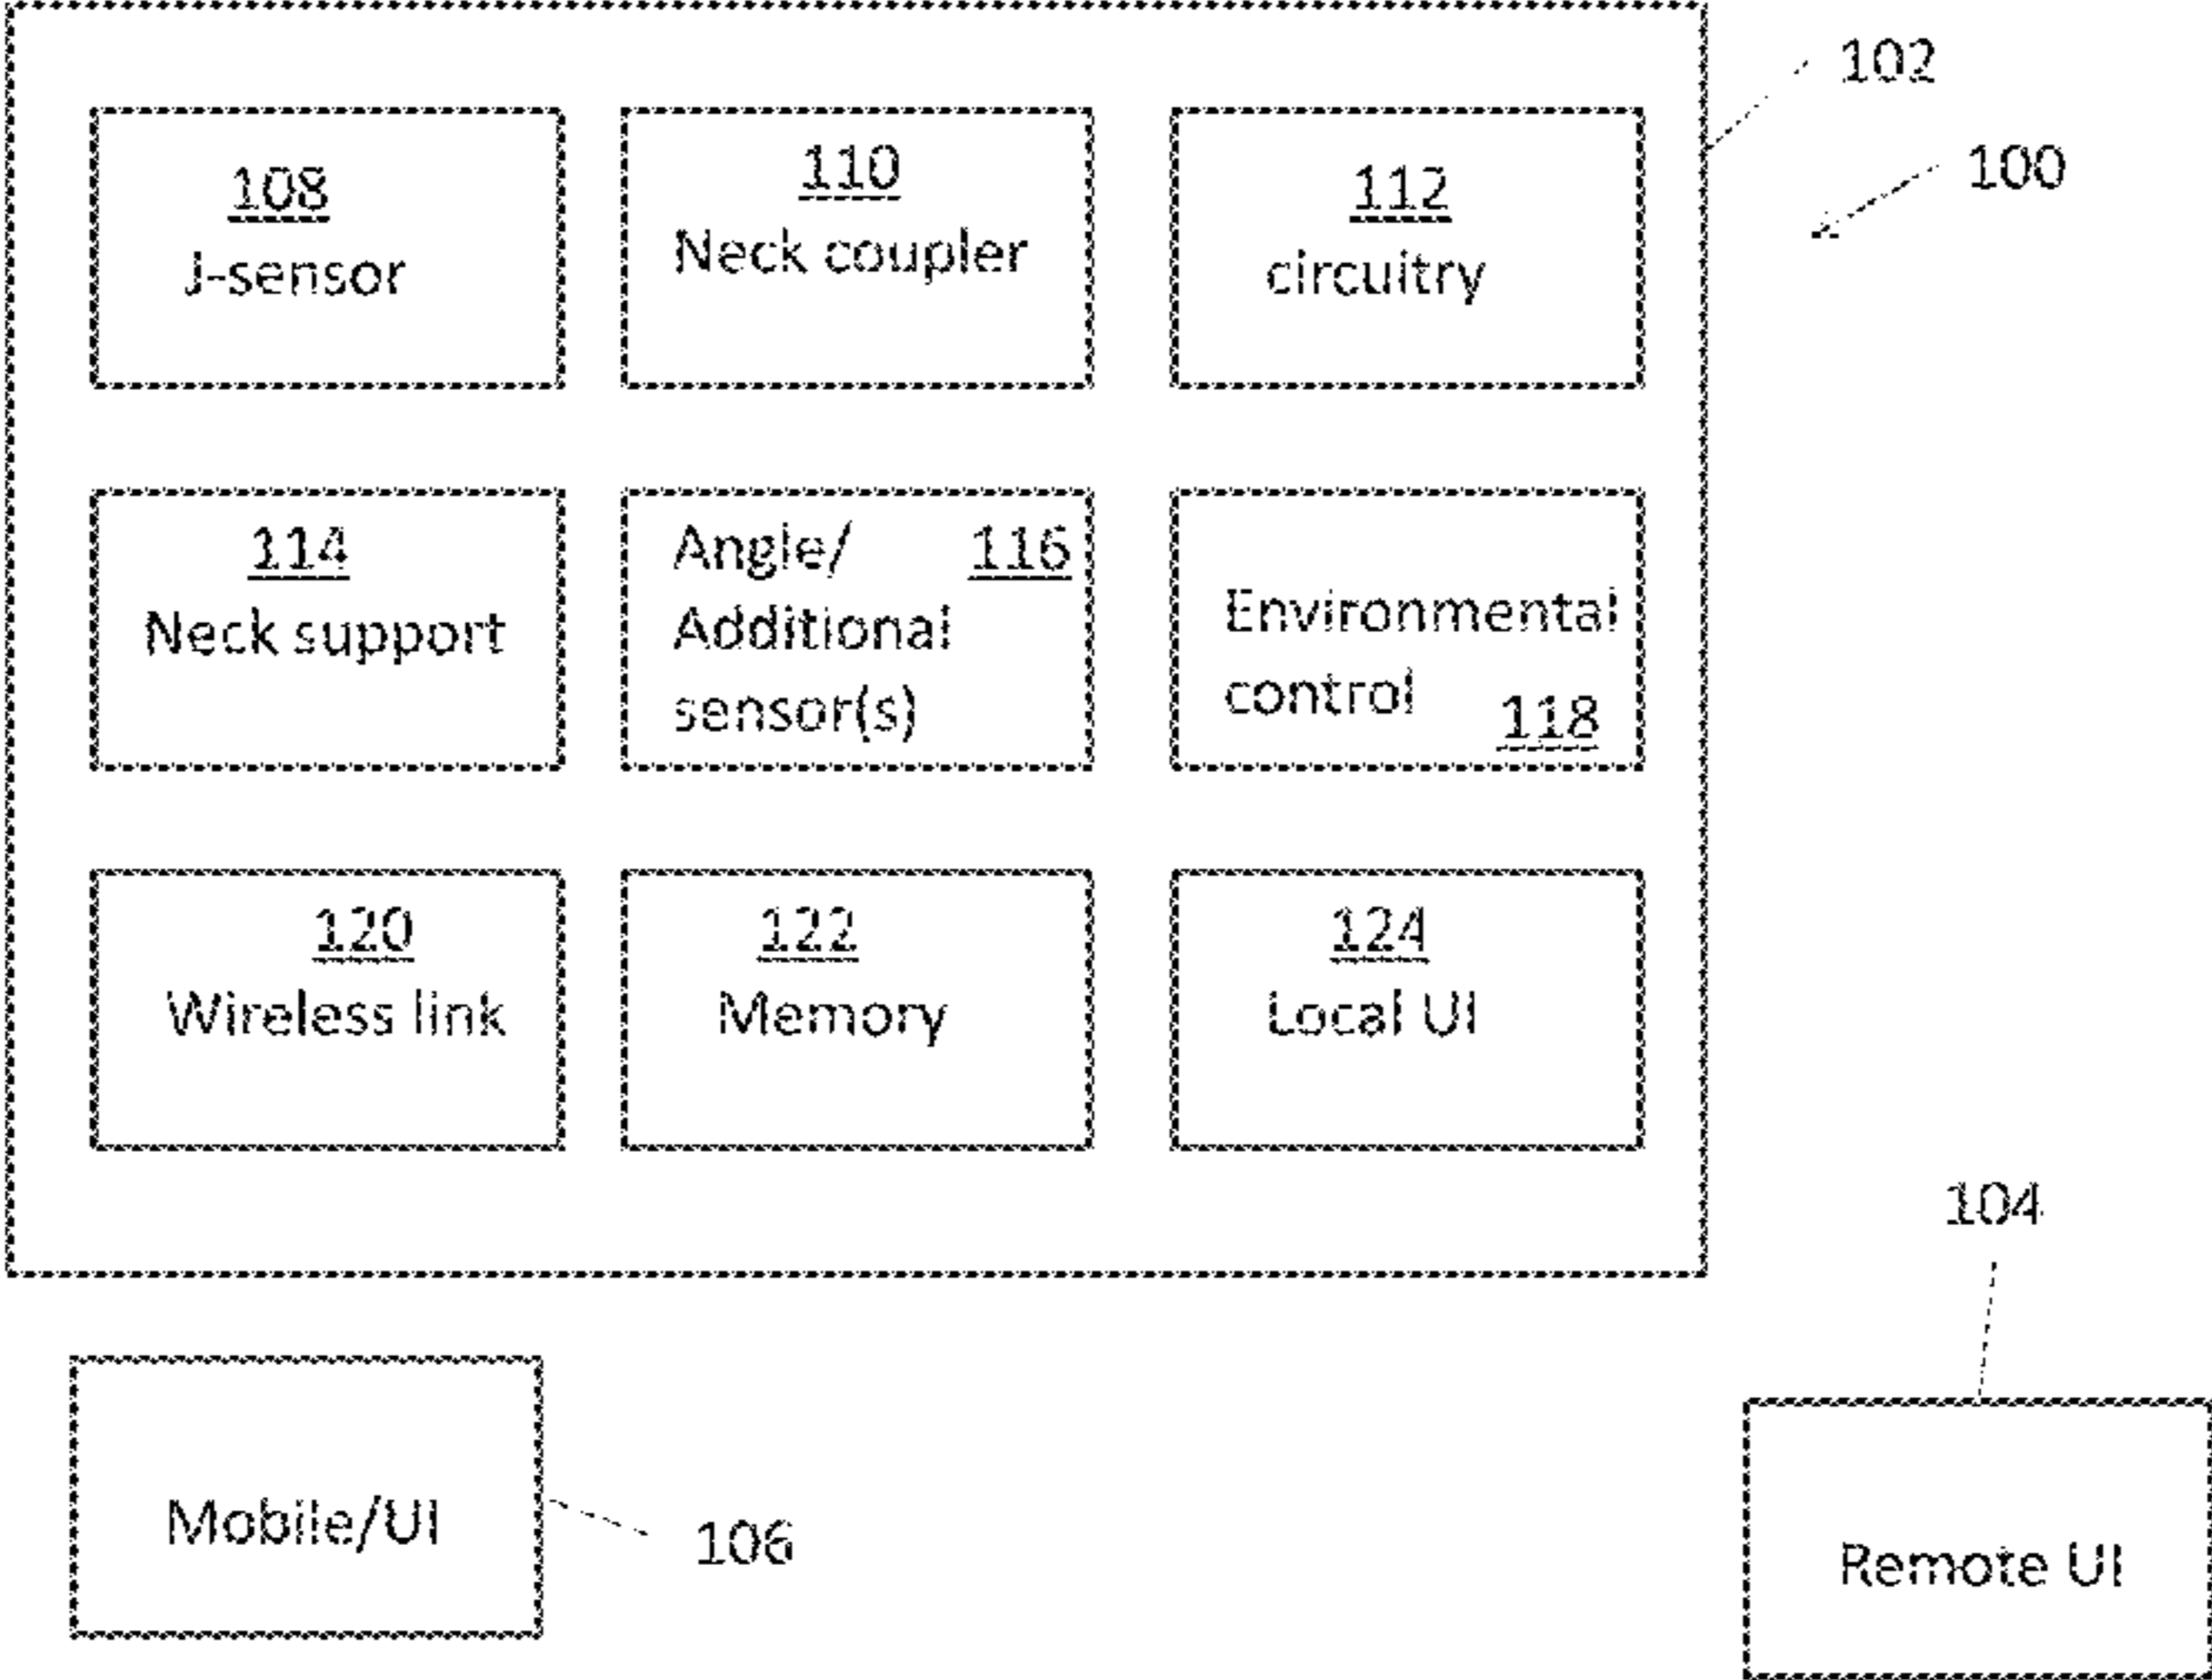 102
100
108
J-sensor
110
Neck coupler
112
circuitry
114
Neck support
Angle/ 116
Additional
sensor(s)
Environmental
control 118
120
Wireless link
122
Memory
124
Local UI
104
Mobile/UI
106
Remote UI